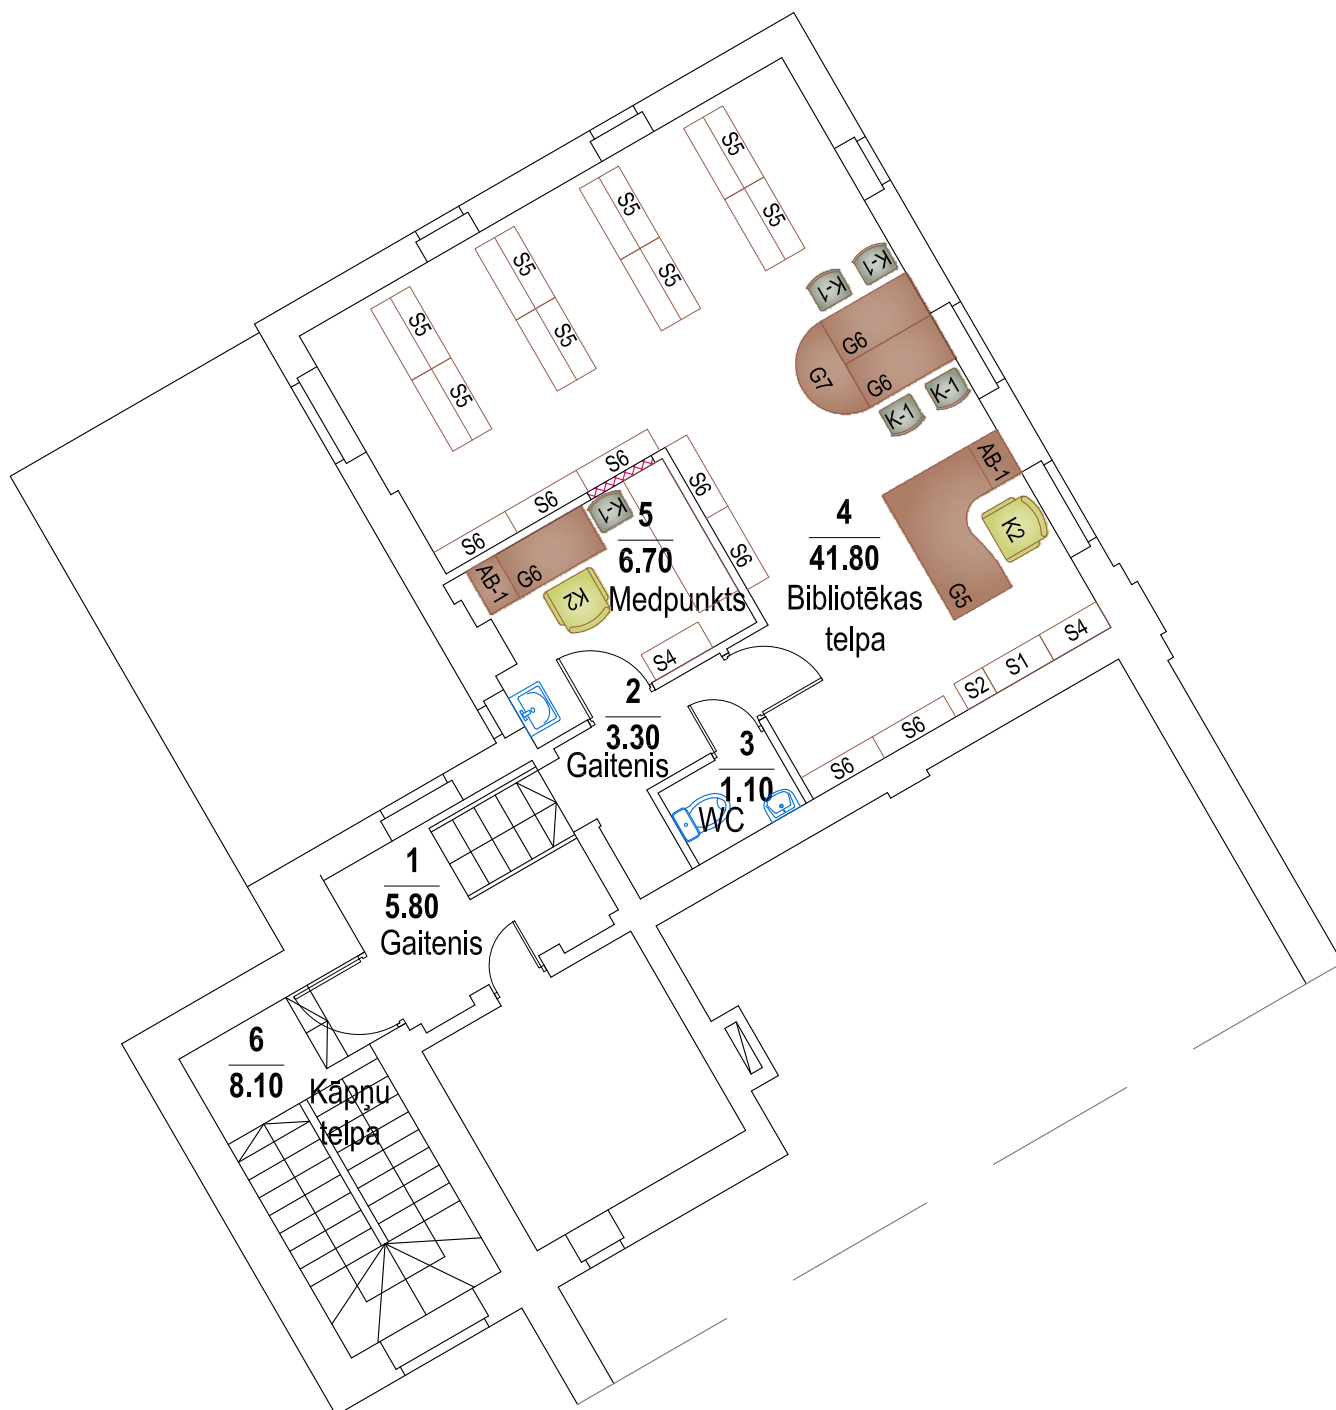 S5
S5
S5
S5
S5
S5
S5
S5
K-1
K-1
G6
G7
G6
K-1
K-1
AB-1
K2
G5
S6
S6
S6
S6
S6
K-1
AB-1
G6
K2
5
6.70
Medpunkts
4
41.80
Bibliotēkas
telpa
S4
S4
S1
S2
S6
S6
2
3.30
Gaitenis
3
1.10
WC
1
5.80
Gaitenis
6
8.10
Kāpņu
telpa